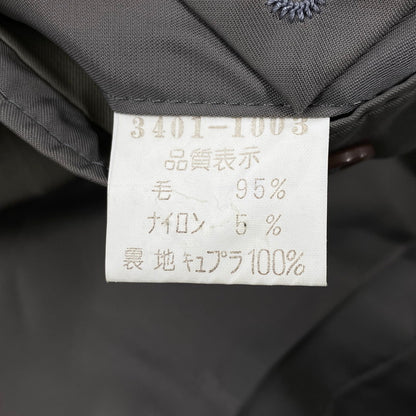 3401-1003
品質表示
毛 95%
ナイロン 5%
裏地キュプラ100%